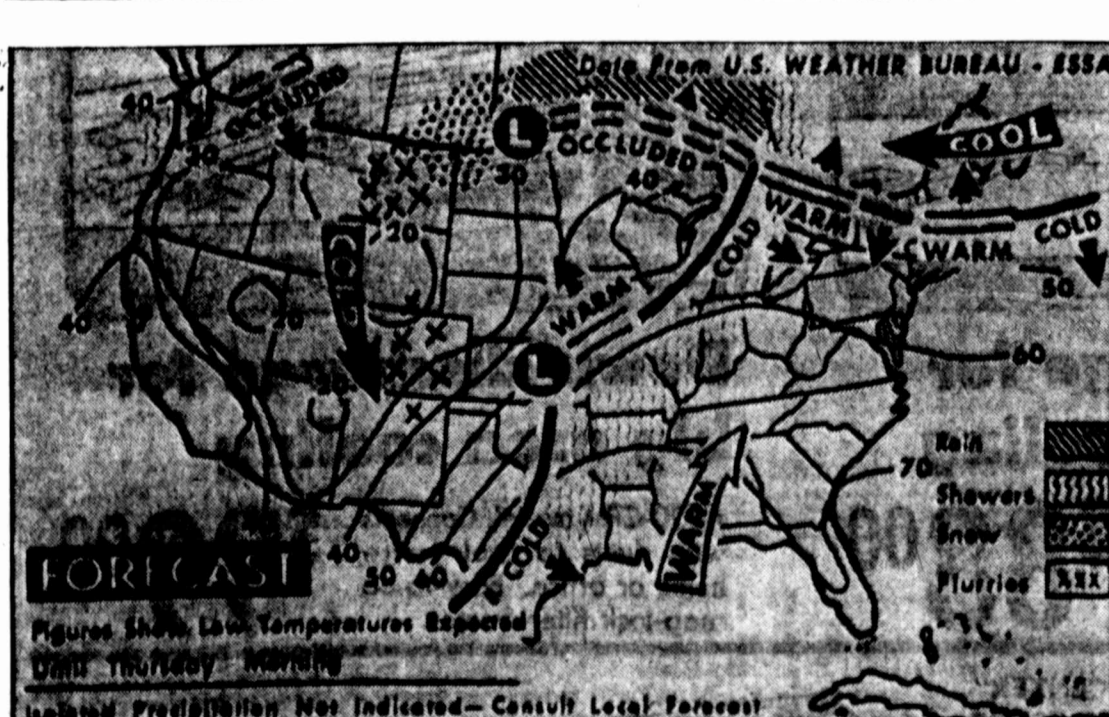 Data From U.S. WEATHER BUREAU - ESSA
40
OCCLUDED
30
L
OCCLUDED
30
40
COOL
20
WARM
COLD
WARM
COLD
50
COLD
WARM
40
L
60
Rain
70
Showers
Snow
Flurries
WARM
COLD
40
50
60
FORECAST
Figures Show Low Temperatures Expected
Until Thursday Morning
Isolated Precipitation Not Indicated— Consult Local Forecast